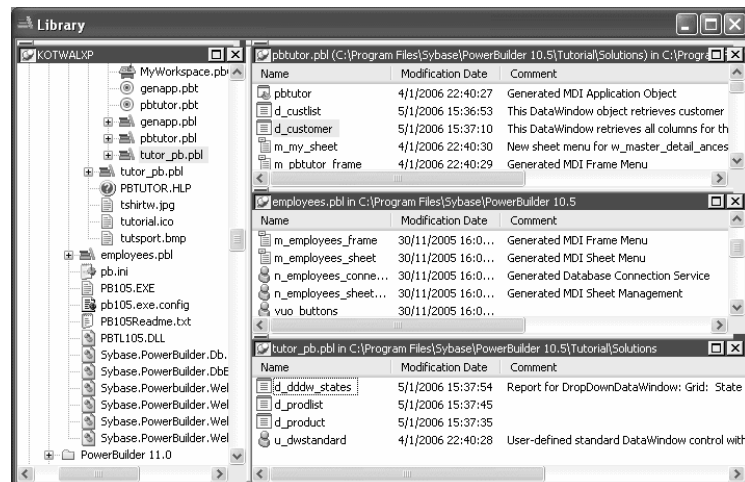 Library
KOTWALXP
MyWorkspace.pb
genapp.pbt
pbtutor.pbt
genapp.pbl
pbtutor.pbl
tutor_pb.pbl
tutor_pb.pbl
PBTUTOR.HLP
tshirtw.jpg
tutorial.ico
tutsport.bmp
employees.pbl
pb.ini
PB105.EXE
pb105.exe.config
PB105Readme.txt
PBTL105.DLL
Sybase.PowerBuilder.Db.
Sybase.PowerBuilder.DbE
Sybase.PowerBuilder.Wel
Sybase.PowerBuilder.Wel
Sybase.PowerBuilder.Wel
Sybase.PowerBuilder.Wel
PowerBuilder 11.0
pbtutor.pbl (C:\Program Files\Sybase\PowerBuilder 10.5\Tutorial\Solutions) in C:\Progra
Name Modification Date Comment
pbtutor 4/1/2006 22:40:27 Generated MDI Application Object
d_custlist 5/1/2006 15:36:53 This DataWindow object retrieves customer
d_customer 5/1/2006 15:37:10 This DataWindow retrieves all columns for th
m_my_sheet 4/1/2006 22:40:30 New sheet menu for w_master_detail_ances
m_pbtutor_frame 4/1/2006 22:40:29 Generated MDI Frame Menu
employees.pbl in C:\Program Files\Sybase\PowerBuilder 10.5
Name Modification Date Comment
m_employees_frame 30/11/2005 16:0... Generated MDI Frame Menu
m_employees_sheet 30/11/2005 16:0... Generated MDI Sheet Menu
n_employees_conne... 30/11/2005 16:0... Generated Database Connection Service
n_employees_sheet... 30/11/2005 16:0... Generated MDI Sheet Management
vuo_buttons 30/11/2005 16:0...
tutor_pb.pbl in C:\Program Files\Sybase\PowerBuilder 10.5\Tutorial\Solutions
Name Modification Date Comment
d_dddw_states 5/1/2006 15:37:54 Report for DropDownDataWindow: Grid: State
d_prodlist 5/1/2006 15:37:45
d_product 5/1/2006 15:37:35
u_dwstandard 4/1/2006 22:40:28 User-defined standard DataWindow control with